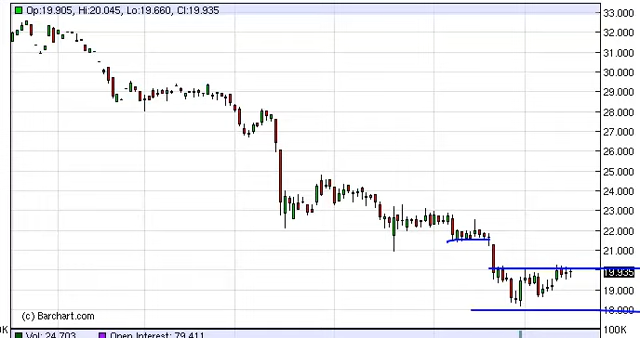 Op:19.905, Hi:20.045, Lo:19.660, Cl:19.935
33.000
32.000
31.000
30.000
29.000
28.000
27.000
26.000
25.000
24.000
23.000
22.000
21.000
19.935
19.000
18.000
(c) Barchart.com
0K
100K
Vol: 24,703
Open Interest: 79,411